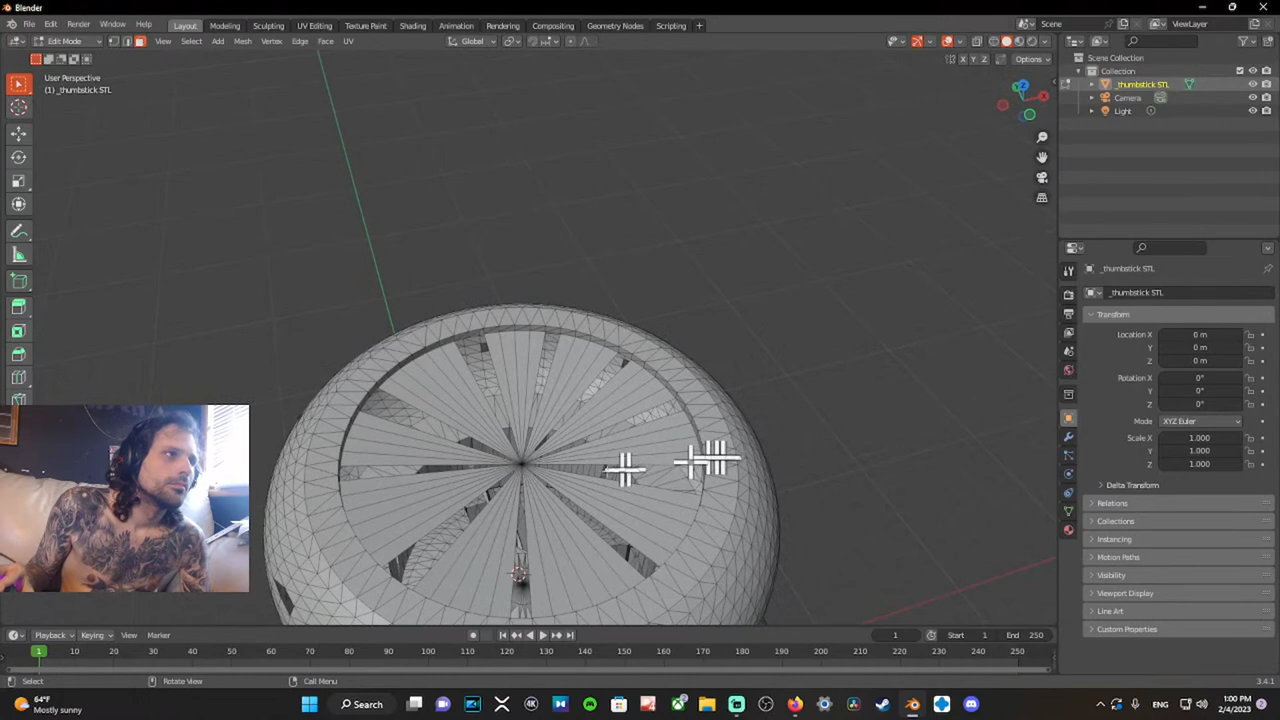 Blender
File Edit Render Window Help Layout Modeling Sculpting UV Editing Texture Paint Shading Animation Rendering Compositing Geometry Nodes Scripting + Scene ViewLayer
Edit Mode View Select Add Mesh Vertex Edge Face UV Global
X Y Z Options
User Perspective
(1) _thumbstick STL
Z
X
Scene Collection
Collection
_thumbstick STL
Camera
Light
_thumbstick STL
_thumbstick STL
Transform
Location X 0 m
Y 0 m
Z 0 m
Rotation X 0°
Y 0°
Z 0°
Mode XYZ Euler
Scale X 1.000
Y 1.000
Z 1.000
Delta Transform
Relations
Collections
Instancing
Motion Paths
Visibility
Viewport Display
Line Art
Custom Properties
Playback Keying View Marker 1 Start 1 End 250
1 10 20 30 40 50 60 70 80 90 100 110 120 130 140 150 160 170 180 190 200 210 220 230 240 250
Select Rotate View Call Menu 3.4.1
64°F
Mostly sunny
Search
ENG
1:00 PM
2/4/2023